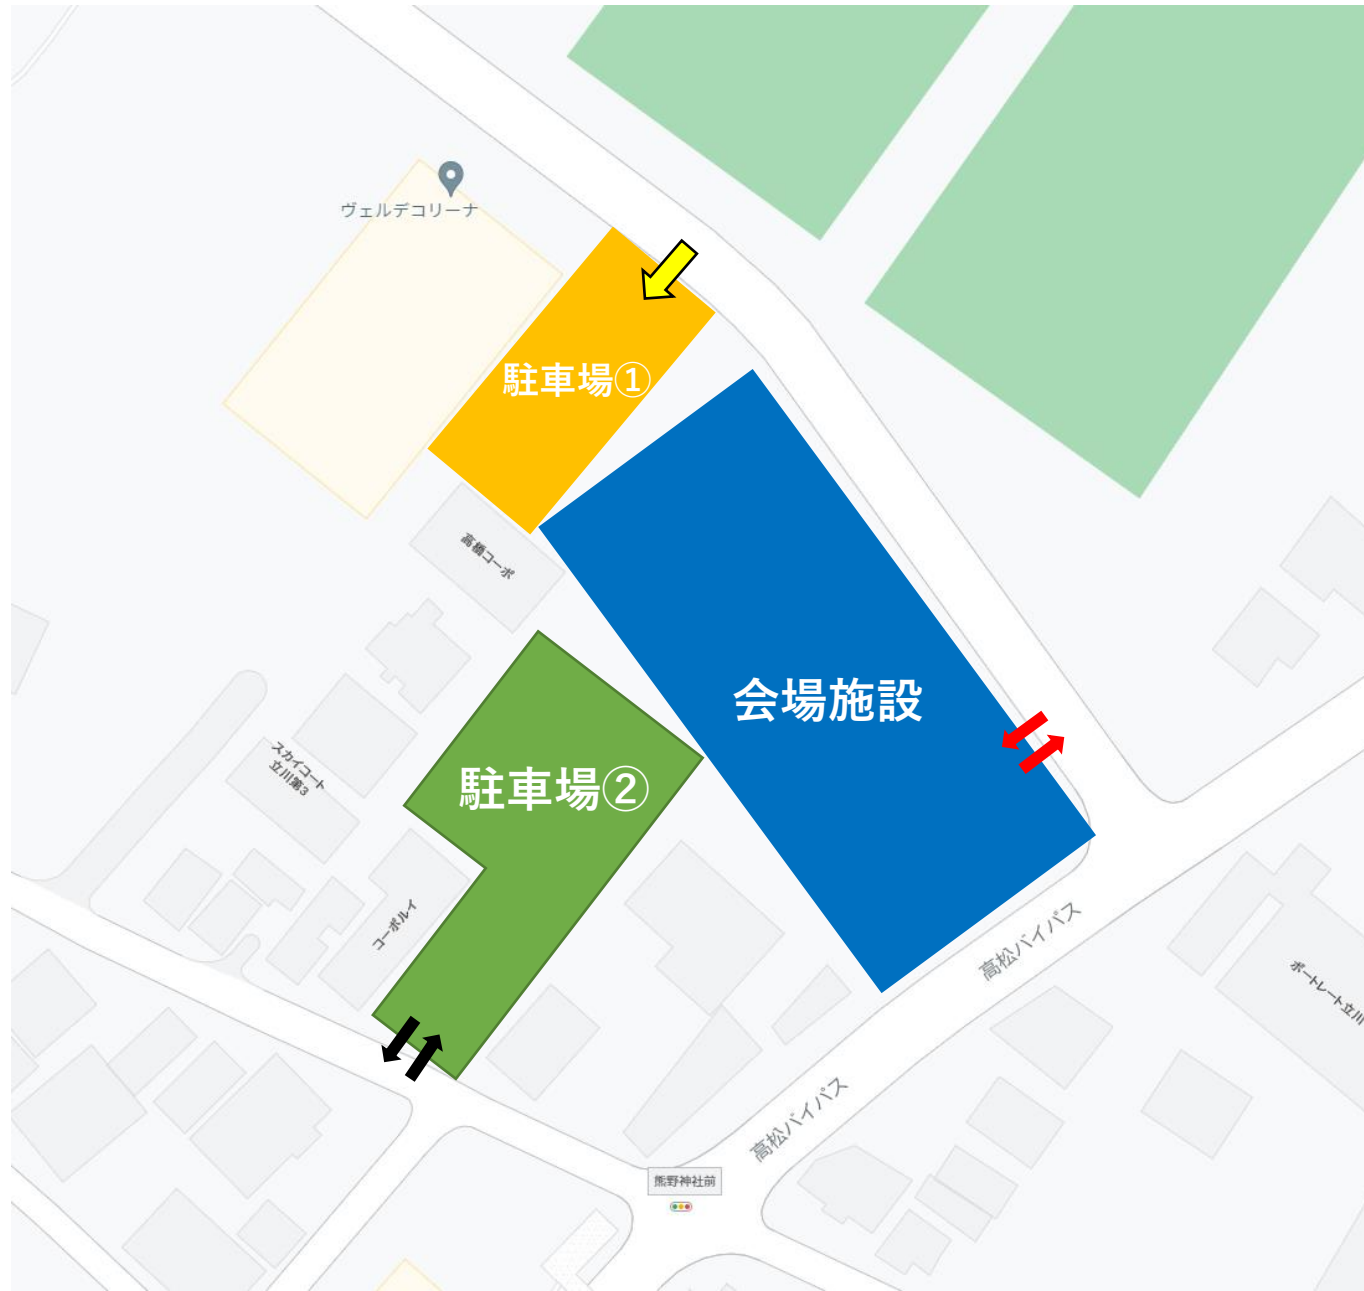 ヴェルデコリーナ
駐車場①
高橋コーポ
会場施設
スカイコート
立川第3
駐車場②
コーポルイ
高松バイパス
ポートレート立川
高松バイパス
熊野神社前